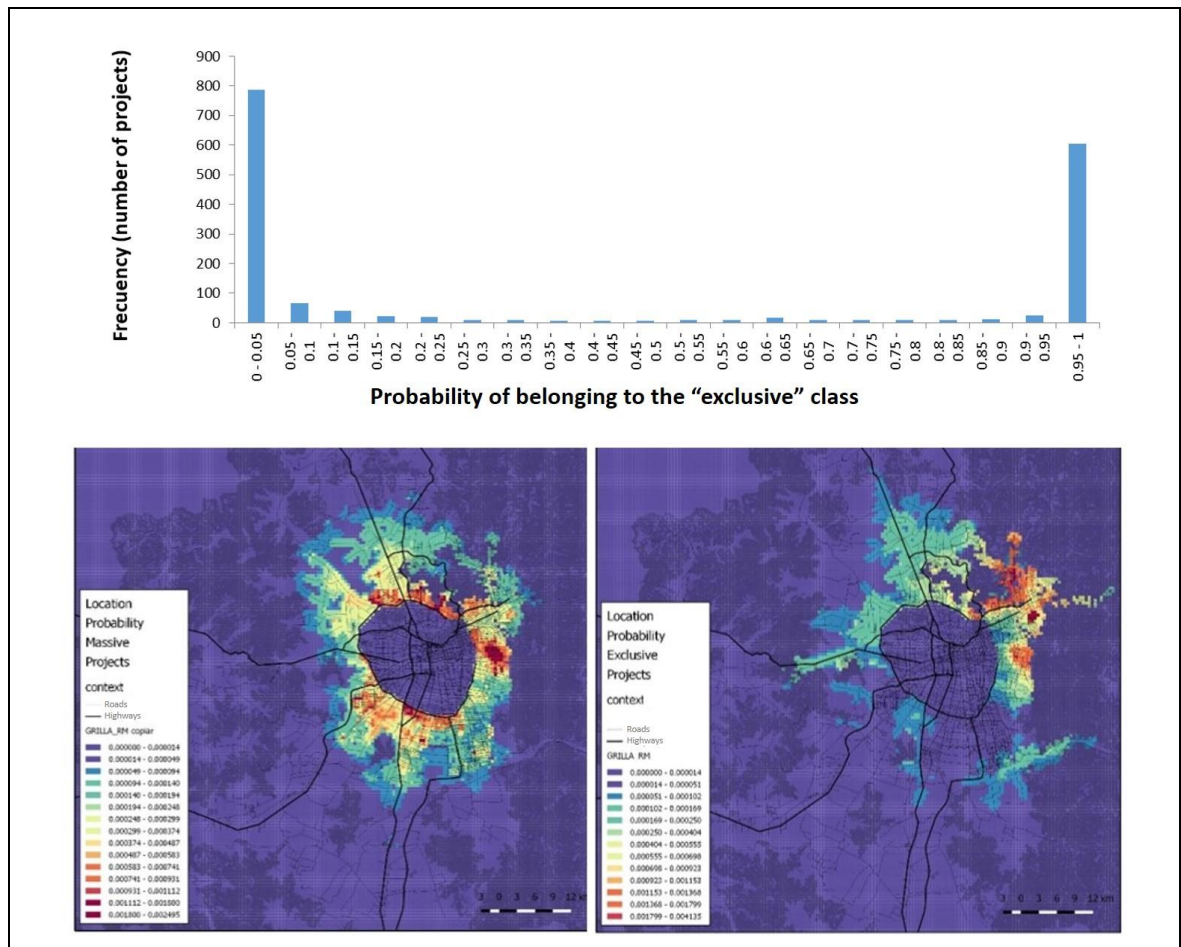 Frecuency (number of projects)
900
800
700
600
500
400
300
200
100
0
0 - 0.05
0.05 -
0.1
0.1 -
0.15
0.15 -
0.2
0.2 -
0.25
0.25 -
0.3
0.3 -
0.35
0.35 -
0.4
0.4 -
0.45
0.45 -
0.5
0.5 -
0.55
0.55 -
0.6
0.6 -
0.65
0.65 -
0.7
0.7 -
0.75
0.75 -
0.8
0.8 -
0.85
0.85 -
0.9
0.9 -
0.95
0.95 - 1
Probability of belonging to the “exclusive” class
Location
Probability
Massive
Projects
context
Roads
Highways
GRILLA_RM copiar
0.000000 - 0.000014
0.000014 - 0.000049
0.000049 - 0.000094
0.000094 - 0.000140
0.000140 - 0.000194
0.000194 - 0.000248
0.000248 - 0.000299
0.000299 - 0.000374
0.000374 - 0.000487
0.000487 - 0.000583
0.000583 - 0.000741
0.000741 - 0.000931
0.000931 - 0.001112
0.001112 - 0.001800
0.001800 - 0.002495
3 0 3 6 9 12 km
Location
Probability
Exclusive
Projects
context
Roads
Highways
GRILLA RM
0.000000 - 0.000014
0.000014 - 0.000051
0.000051 - 0.000102
0.000102 - 0.000169
0.000169 - 0.000250
0.000250 - 0.000404
0.000404 - 0.000555
0.000555 - 0.000698
0.000698 - 0.000923
0.000923 - 0.001153
0.001153 - 0.001368
0.001368 - 0.001799
0.001799 - 0.004135
3 0 3 6 9 12 km